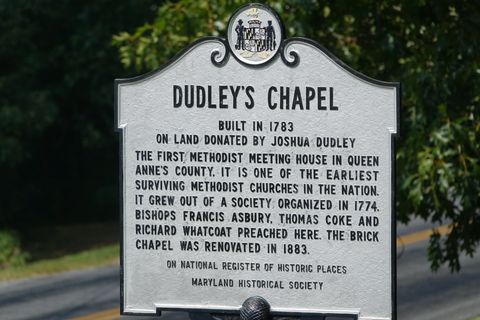 DUDLEY'S CHAPEL
BUILT IN 1783
ON LAND DONATED BY JOSHUA DUDLEY
THE FIRST METHODIST MEETING HOUSE IN QUEEN
ANNE'S COUNTY. IT IS ONE OF THE EARLIEST
SURVIVING METHODIST CHURCHES IN THE NATION.
IT GREW OUT OF A SOCIETY ORGANIZED IN 1774.
BISHOPS FRANCIS ASBURY, THOMAS COKE AND
RICHARD WHATCOAT PREACHED HERE. THE BRICK
CHAPEL WAS RENOVATED IN 1883.
ON NATIONAL REGISTER OF HISTORIC PLACES
MARYLAND HISTORICAL SOCIETY